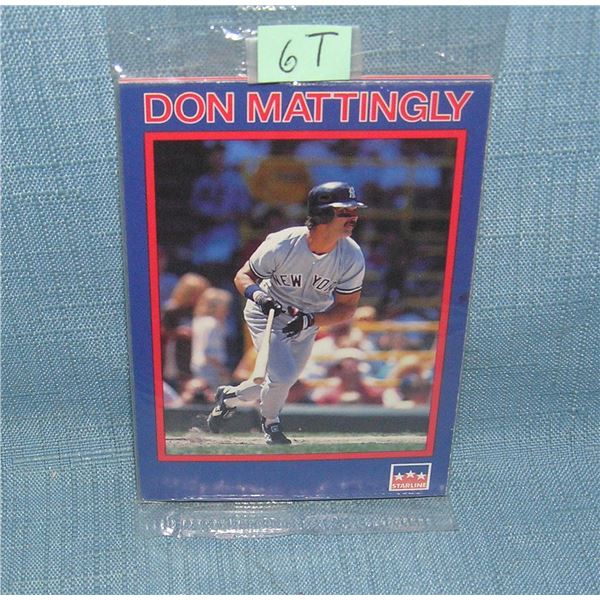 6T
DON MATTINGLY
NEW YORK
STARLINE